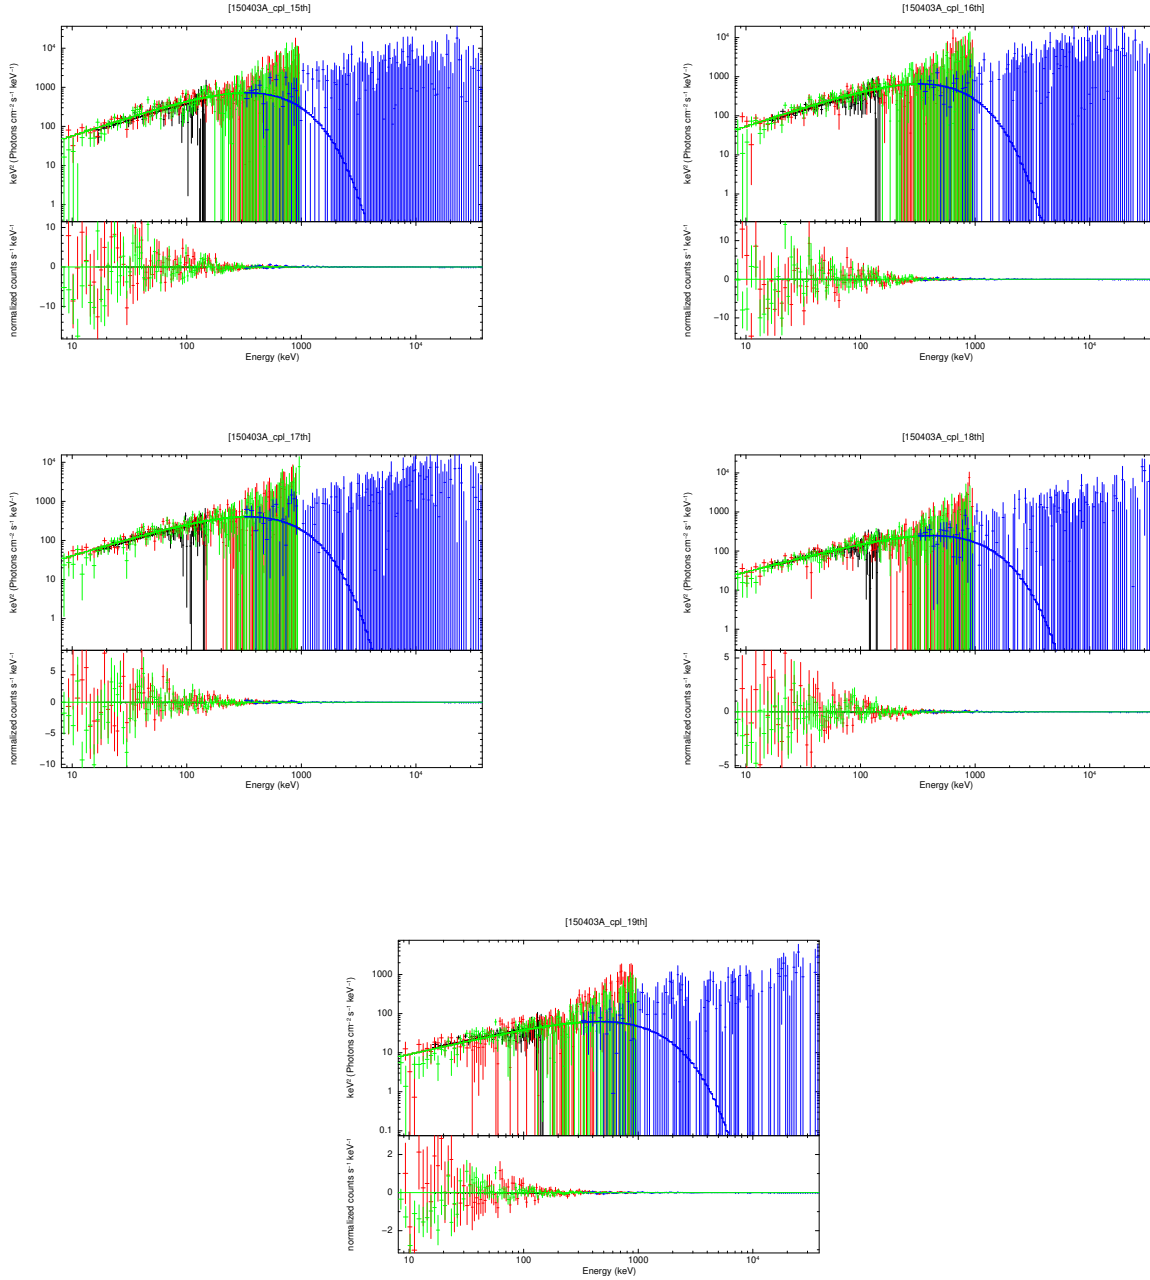 [150403A_cpl_15th]
10⁴
1000
100
10
1
keV² (Photons cm⁻² s⁻¹ keV⁻¹)
10
0
−10
normalized counts s⁻¹ keV⁻¹
10 100 1000 10⁴
Energy (keV)
[150403A_cpl_16th]
10⁴
1000
100
10
1
keV² (Photons cm⁻² s⁻¹ keV⁻¹)
10
0
−10
normalized counts s⁻¹ keV⁻¹
10 100 1000 10⁴
Energy (keV)
[150403A_cpl_17th]
10⁴
1000
100
10
1
keV² (Photons cm⁻² s⁻¹ keV⁻¹)
5
0
−5
−10
normalized counts s⁻¹ keV⁻¹
10 100 1000 10⁴
Energy (keV)
[150403A_cpl_18th]
10⁴
1000
100
10
1
keV² (Photons cm⁻² s⁻¹ keV⁻¹)
5
0
−5
normalized counts s⁻¹ keV⁻¹
10 100 1000 10⁴
Energy (keV)
[150403A_cpl_19th]
1000
100
10
1
0.1
keV² (Photons cm⁻² s⁻¹ keV⁻¹)
2
0
−2
normalized counts s⁻¹ keV⁻¹
10 100 1000 10⁴
Energy (keV)